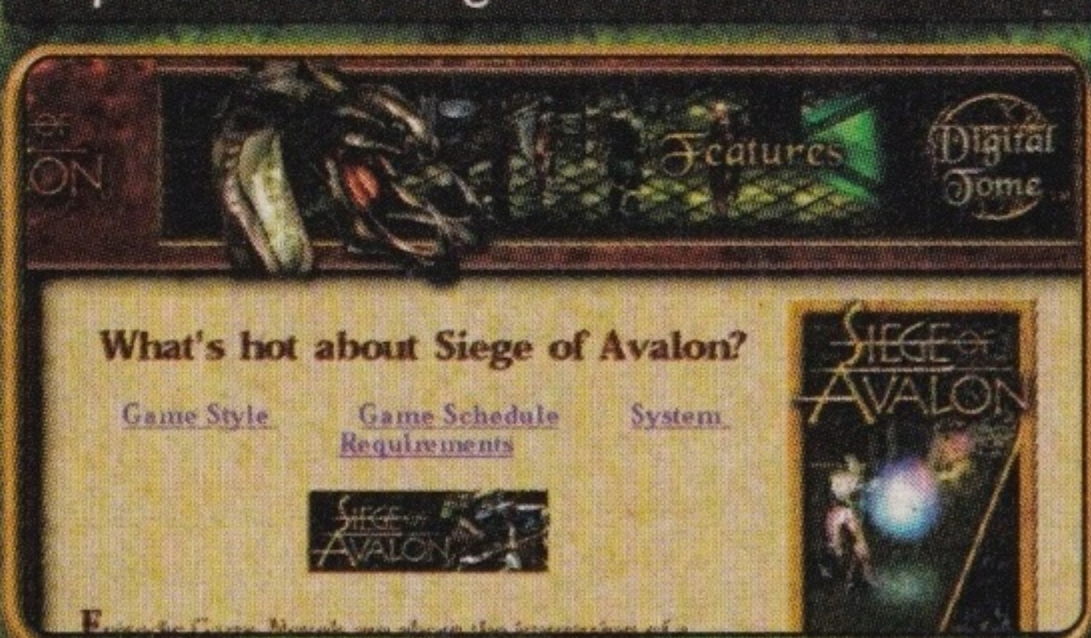 OF
ON
Features
Digital
Tome
What's hot about Siege of Avalon?
Game Style Game Schedule System
Requirements
SIEGE OF
AVALON
SIEGE OF
AVALON